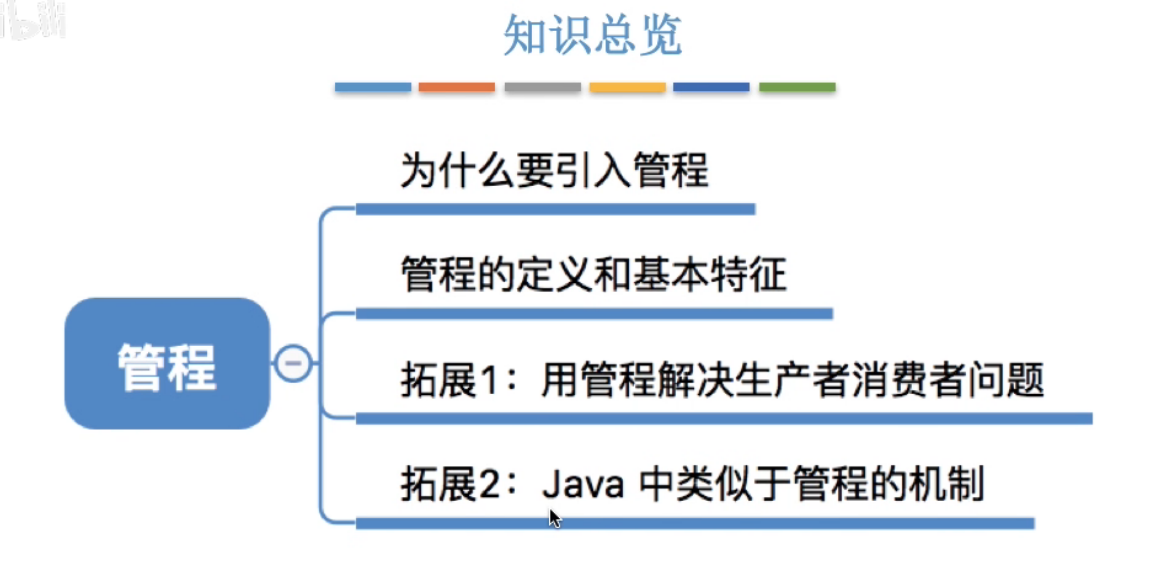 知识总览
为什么要引入管程
管程的定义和基本特征
管程
拓展1：用管程解决生产者消费者问题
拓展2：Java 中类似于管程的机制